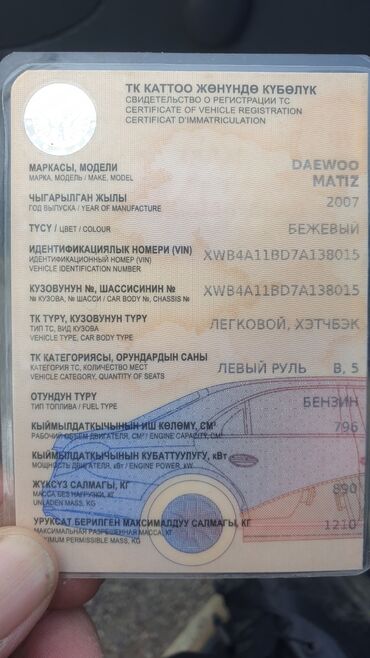 ТК КАТТОО ЖӨНҮНДӨ КҮБӨЛҮК
СВИДЕТЕЛЬСТВО О РЕГИСТРАЦИИ ТС
CERTIFICATE OF VEHICLE REGISTRATION
CERTIFICAT D'IMMATRICULATION
МАРКАСЫ, МОДЕЛИ DAEWOO
МАРКА, МОДЕЛЬ / MAKE, MODEL MATIZ
ЧЫГАРЫЛГАН ЖЫЛЫ 2007
ГОД ВЫПУСКА / YEAR OF MANUFACTURE
ТҮСҮ / ЦВЕТ / COLOUR БЕЖЕВЫЙ
ИДЕНТИФИКАЦИЯЛЫК НОМЕРИ (VIN) XWB4A11BD7A138015
ИДЕНТИФИКАЦИОННЫЙ НОМЕР (VIN)
VEHICLE IDENTIFICATION NUMBER
КУЗОВУНУН №, ШАССИСИНИН № XWB4A11BD7A138015
№ КУЗОВА, № ШАССИ / CAR BODY №, CHASSIS №
ТК ТҮРҮ, КУЗОВУНУН ТҮРҮ ЛЕГКОВОЙ, ХЭТЧБЭК
ТИП ТС, ВИД КУЗОВА
VEHICLE TYPE, CAR BODY TYPE
ТК КАТЕГОРИЯСЫ, ОРУНДАРДЫН САНЫ
КАТЕГОРИЯ ТС, КОЛИЧЕСТВО МЕСТ ЛЕВЫЙ РУЛЬ B, 5
VEHICLE CATEGORY, QUANTITY OF SEATS
ОТУНДУН ТҮРҮ БЕНЗИН
ТИП ТОПЛИВА / FUEL TYPE
КЫЙМЫЛДАТКЫЧЫНЫН ИШ КӨЛӨМҮ, СМ³ 796
РАБОЧИЙ ОБЪЕМ ДВИГАТЕЛЯ, СМ³ / ENGINE CAPACITY, CM³
КЫЙМЫЛДАТКЫЧЫНЫН КУБАТТУУЛУГУ, кВт
МОЩНОСТЬ ДВИГАТЕЛЯ, кВт / ENGINE POWER, kW
ЖҮКСҮЗ САЛМАГЫ, КГ 890
МАССА БЕЗ НАГРУЗКИ, КГ
UNLADEN MASS, KG
УРУКСАТ БЕРИЛГЕН МАКСИМАЛДУУ САЛМАГЫ, КГ 1210
МАКСИМАЛЬНАЯ РАЗРЕШЕННАЯ МАССА, КГ
PERMISSIBLE MASS, KG